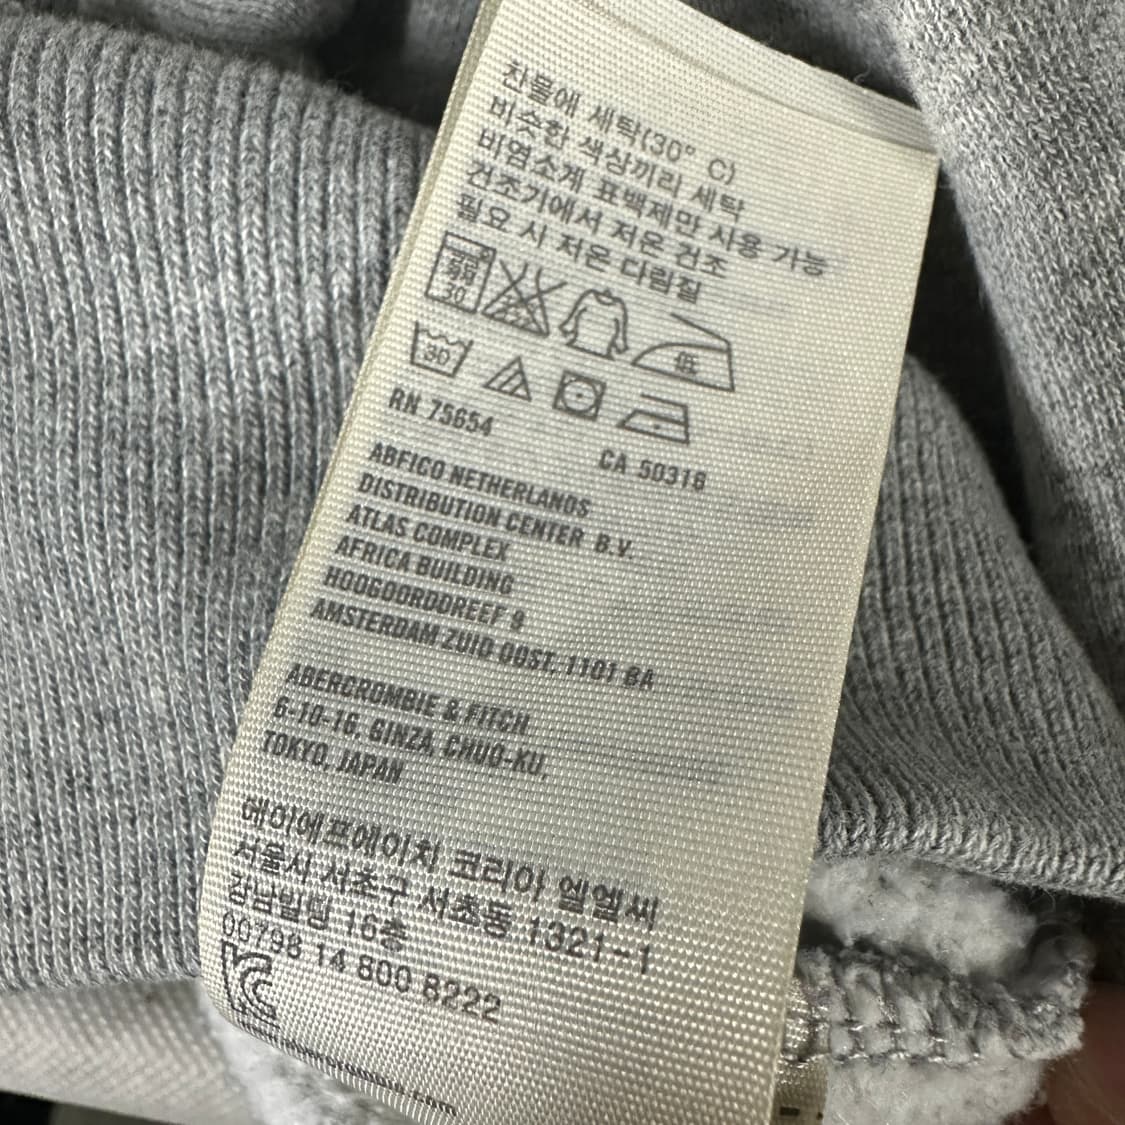 찬물에 세탁(30° C)
비슷한 색상끼리 세탁
비염소계 표백제만 사용 가능
건조기에서 저온 건조
필요 시 저온 다림질
30
30
RN 75654 CA 50316
ABFICO NETHERLANDS
DISTRIBUTION CENTER B.V.
ATLAS COMPLEX
AFRICA BUILDING
HOOGOORDDREEF 9
AMSTERDAM ZUID OOST, 1101 BA
ABERCROMBIE & FITCH
6-10-16, GINZA, CHUO-KU,
TOKYO, JAPAN
에이에프에이치 코리아 엘엘씨
서울시 서초구 서초동 1321-1
강남빌딩 16층
00798 14 800 8222